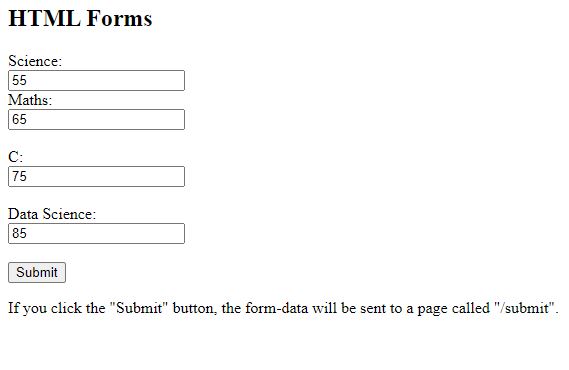 HTML Forms
Science:
55
Maths:
65
C:
75
Data Science:
85
Submit
If you click the "Submit" button, the form-data will be sent to a page called "/submit".